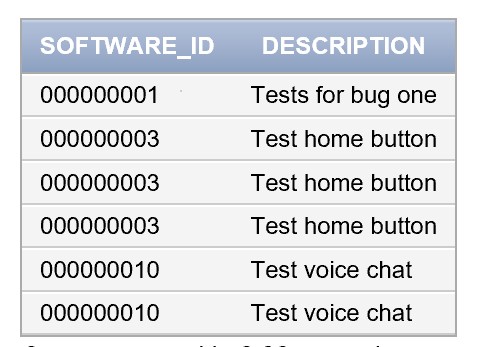 SOFTWARE_ID DESCRIPTION
000000001 Tests for bug one
000000003 Test home button
000000003 Test home button
000000003 Test home button
000000010 Test voice chat
000000010 Test voice chat